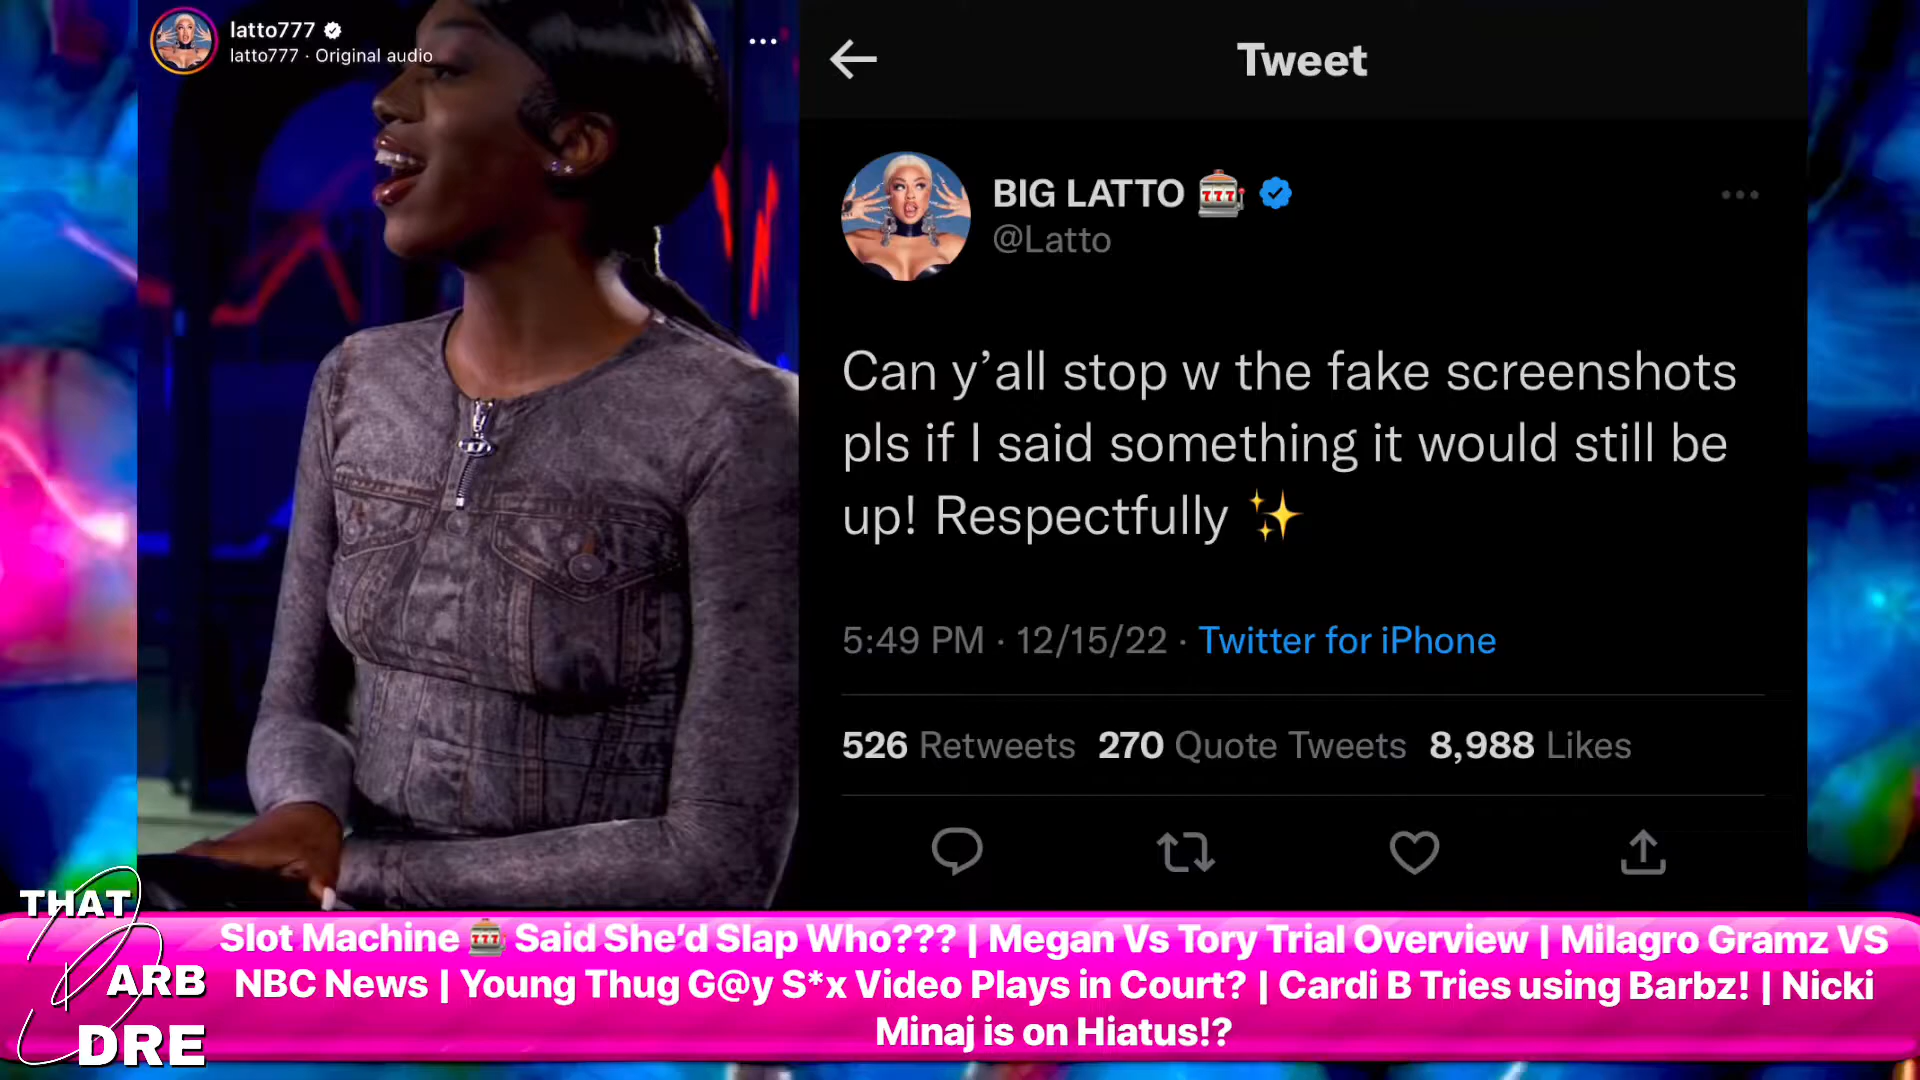 latto777
latto777 · Original audio
Tweet
BIG LATTO 🎰
@Latto
Can y’all stop w the fake screenshots
pls if I said something it would still be
up! Respectfully ✨
5:49 PM · 12/15/22 · Twitter for iPhone
526 Retweets 270 Quote Tweets 8,988 Likes
THAT
BARB
DRE
Slot Machine 🎰 Said She’d Slap Who??? | Megan Vs Tory Trial Overview | Milagro Gramz VS
NBC News | Young Thug G@y S*x Video Plays in Court? | Cardi B Tries using Barbz! | Nicki
Minaj is on Hiatus!?